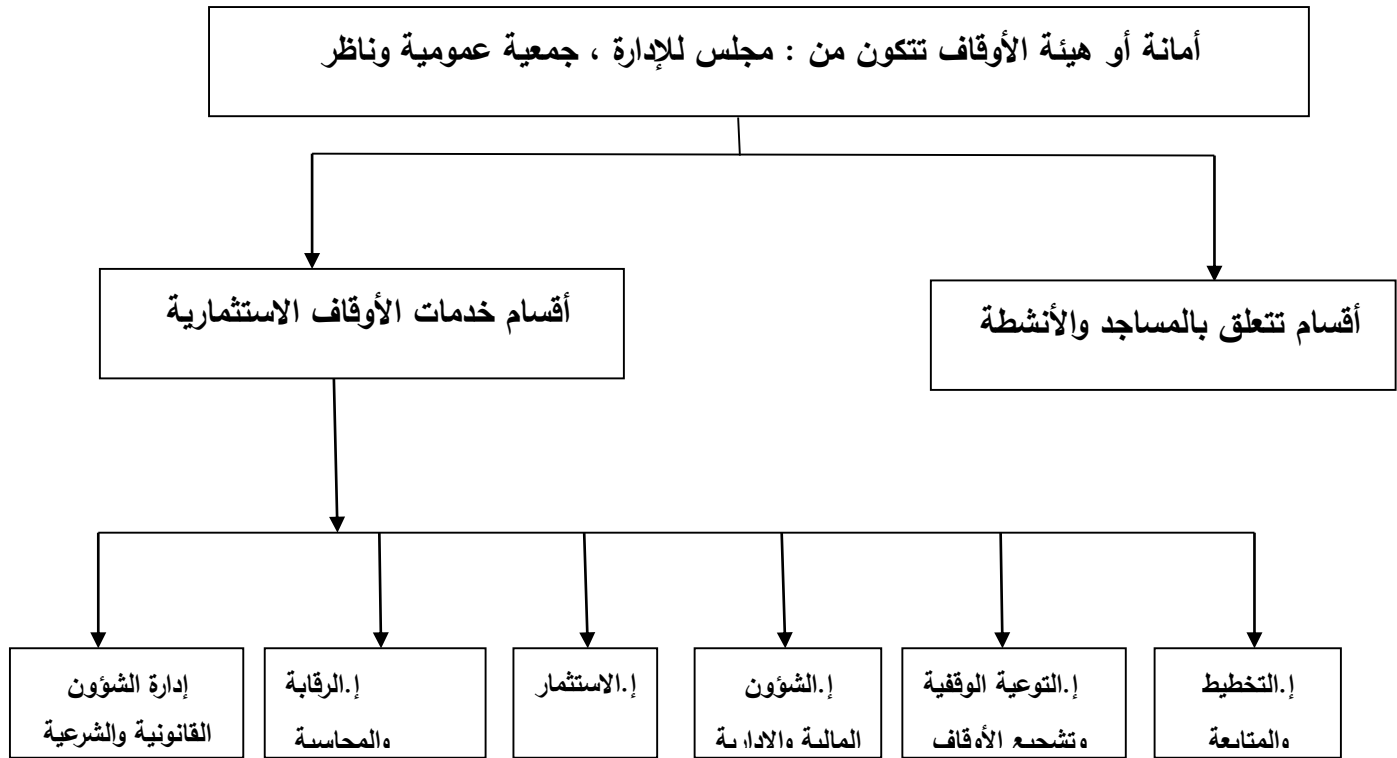 أمانة أو هيئة الأوقاف تتكون من : مجلس للإدارة ، جمعية عمومية وناظر
أقسام تتعلق بالمساجد والأنشطة
أقسام خدمات الأوقاف الاستثمارية
إ.التخطيط
والمتابعة
إ.التوعية الوقفية
وتشجيع الأوقاف
إ.الشؤون
المالية والادارية
إ.الاستثمار
إ.الرقابة
والمحاسبة
إدارة الشؤون
القانونية والشرعية